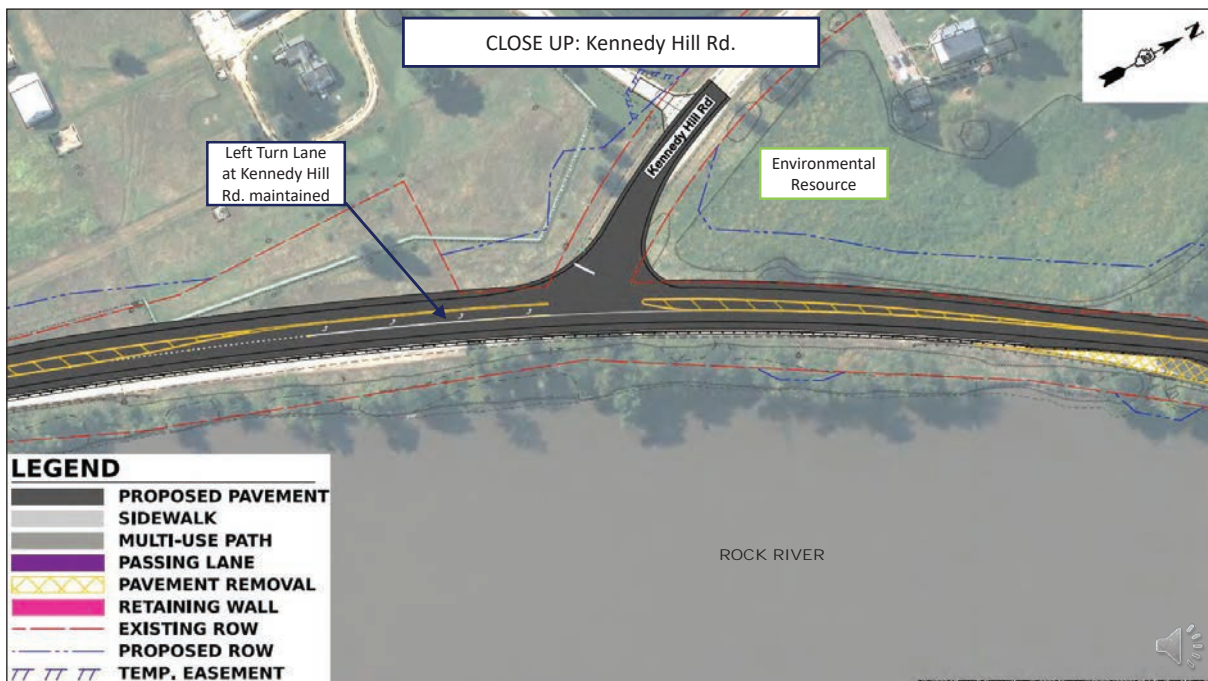 CLOSE UP: Kennedy Hill Rd.
N
Kennedy Hill Rd
Left Turn Lane
at Kennedy Hill
Rd. maintained
Environmental
Resource
LEGEND
PROPOSED PAVEMENT
SIDEWALK
MULTI-USE PATH
PASSING LANE
PAVEMENT REMOVAL
RETAINING WALL
EXISTING ROW
PROPOSED ROW
TEMP. EASEMENT
ROCK RIVER